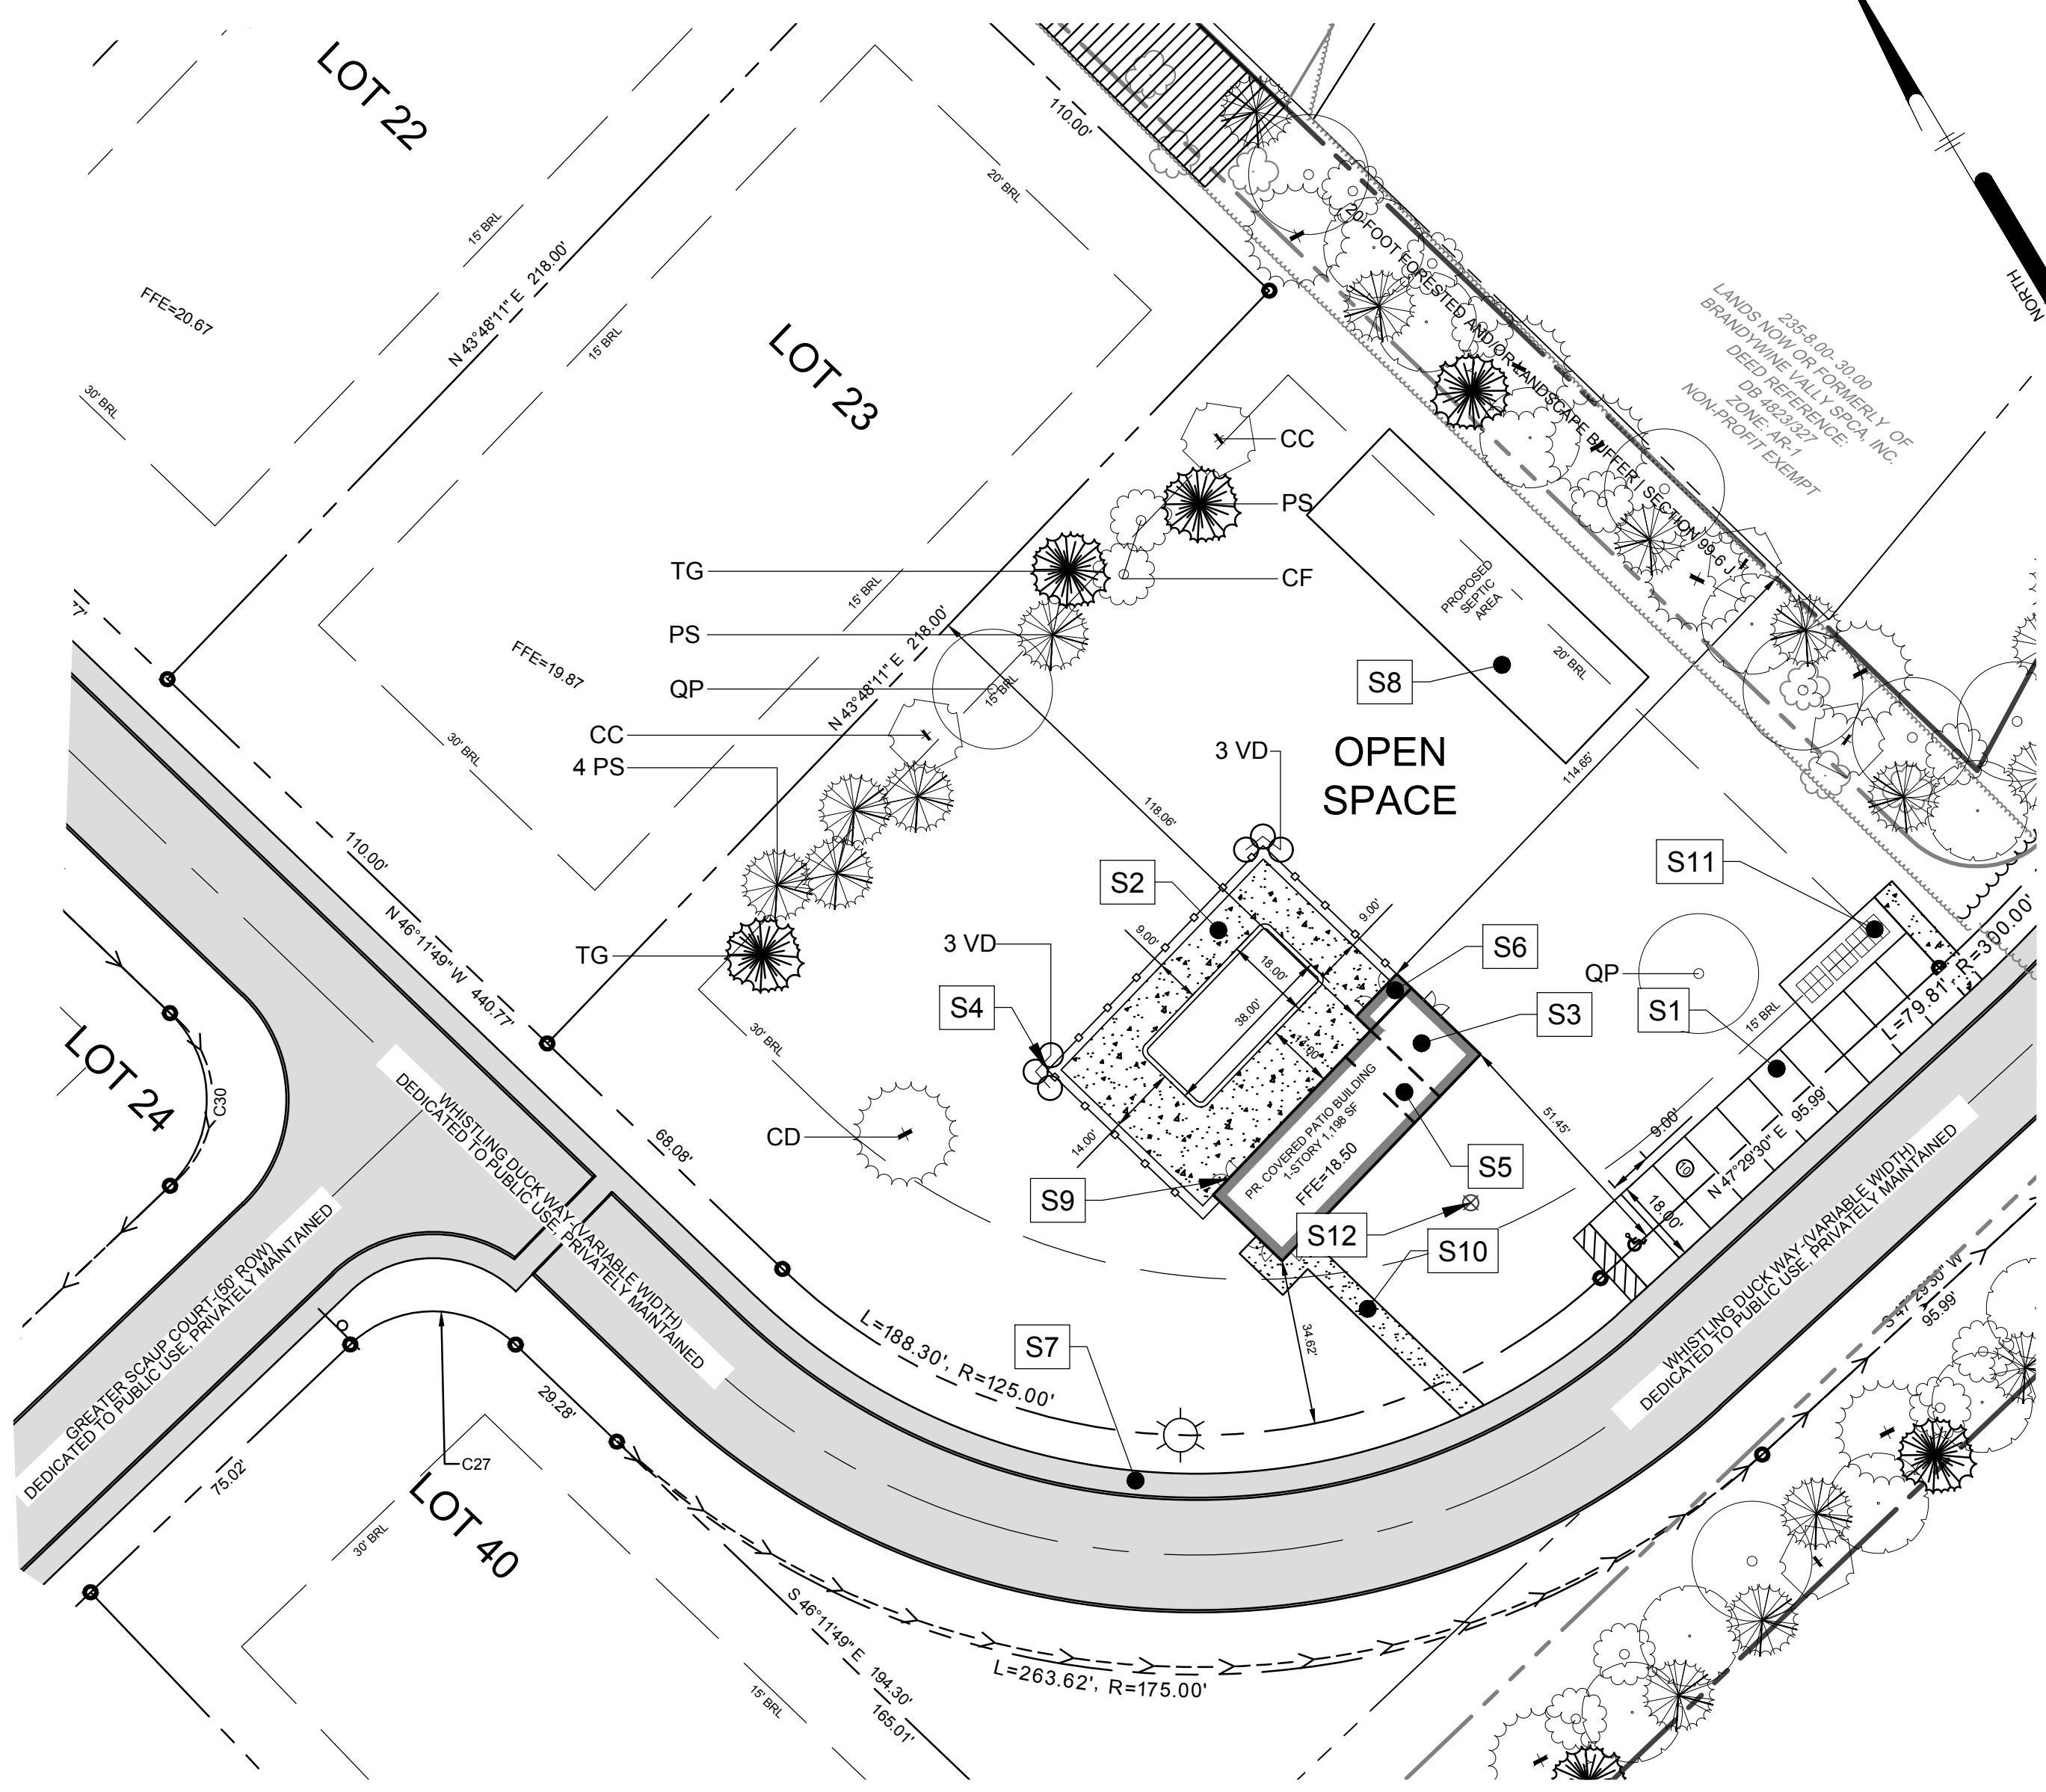 LOT 22
110.00'
20' BRL
15' BRL
N 43°48'11" E 218.00'
FFE=20.67
15' BRL
30' BRL
LOT 23
20-FOOT FORESTED AND/OR LANDSCAPE BUFFER | SECTION 99-6 J
NORTH
235-8.00- 30.00
LANDS NOW OR FORMERLY OF
BRANDYWINE VALLY SPCA, INC.
DEED REFERENCE:
DB 4823/327
ZONE: AR-1
NON-PROFIT EXEMPT
CC
PS
TG
CF
15' BRL
PROPOSED
SEPTIC
AREA
PS
N 43°48'11" E 218.00'
FFE=19.87
20' BRL
S8
QP
15' BRL
CC
30' BRL
4 PS
3 VD
OPEN
SPACE
114.65'
118.06'
110.00'
S11
S2
9.00'
9.00'
3 VD
S6
TG
N 46°11'49" W 440.77'
18.00'
QP
R=300.00'
L=79.81'
S4
38.00'
S3
S1
15' BRL
30' BRL
LOT 24
C30
PR. COVERED PATIO BUILDING
1-STORY 1,198 SF
FFE=18.50
51.45'
9.00'
N 47°29'30" E 95.99'
10
18.00'
WHISTLING DUCK WAY-(VARIABLE WIDTH)
DEDICATED TO PUBLIC USE, PRIVATELY MAINTAINED
68.08'
CD
14.00'
S5
S9
S12
S10
GREATER SCAUP COURT-(50' ROW)
DEDICATED TO PUBLIC USE, PRIVATELY MAINTAINED
WHISTLING DUCK WAY-(VARIABLE WIDTH)
DEDICATED TO PUBLIC USE, PRIVATELY MAINTAINED
S 47°29'30" W
95.99'
L=188.30', R=125.00'
34.62'
S7
29.28'
C27
75.02'
LOT 40
30' BRL
S 46°11'49" E 194.30'
165.01'
L=263.62', R=175.00'
15' BRL